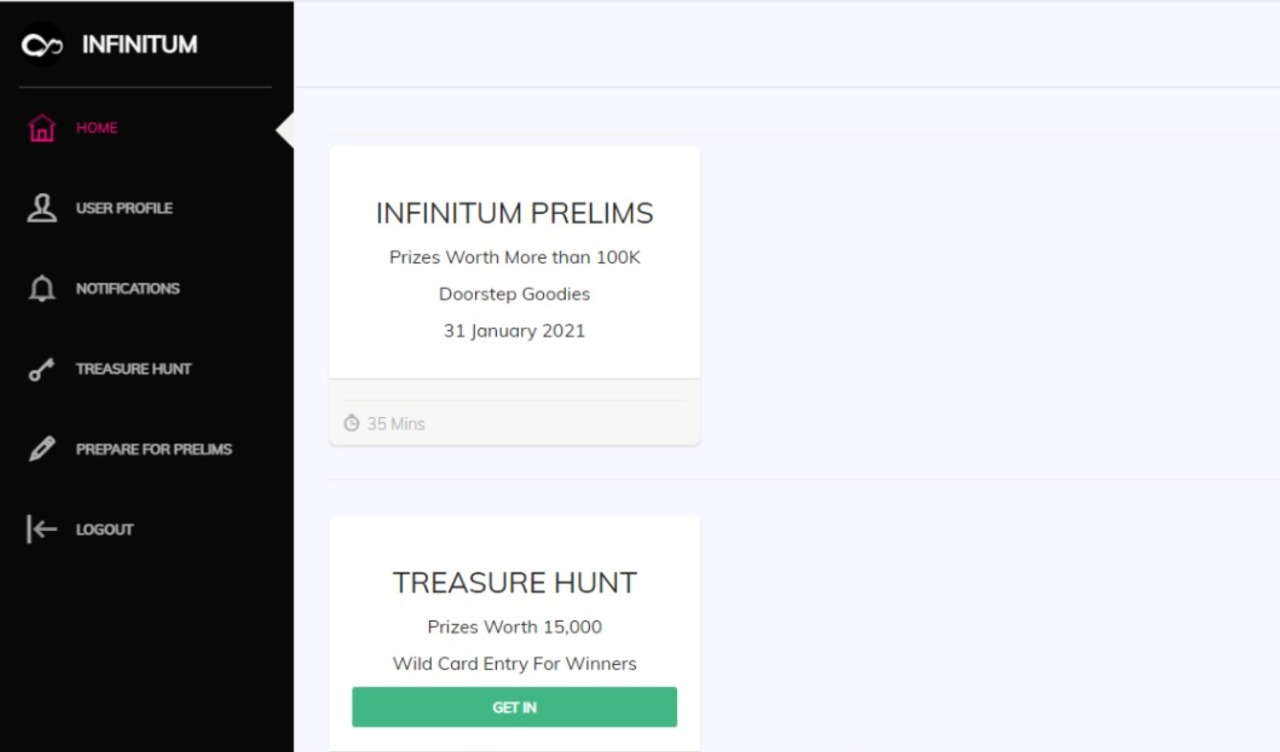 INFINITUM
HOME
USER PROFILE
NOTIFICATIONS
TREASURE HUNT
PREPARE FOR PRELIMS
LOGOUT
INFINITUM PRELIMS
Prizes Worth More than 100K
Doorstep Goodies
31 January 2021
35 Mins
TREASURE HUNT
Prizes Worth 15,000
Wild Card Entry For Winners
GET IN